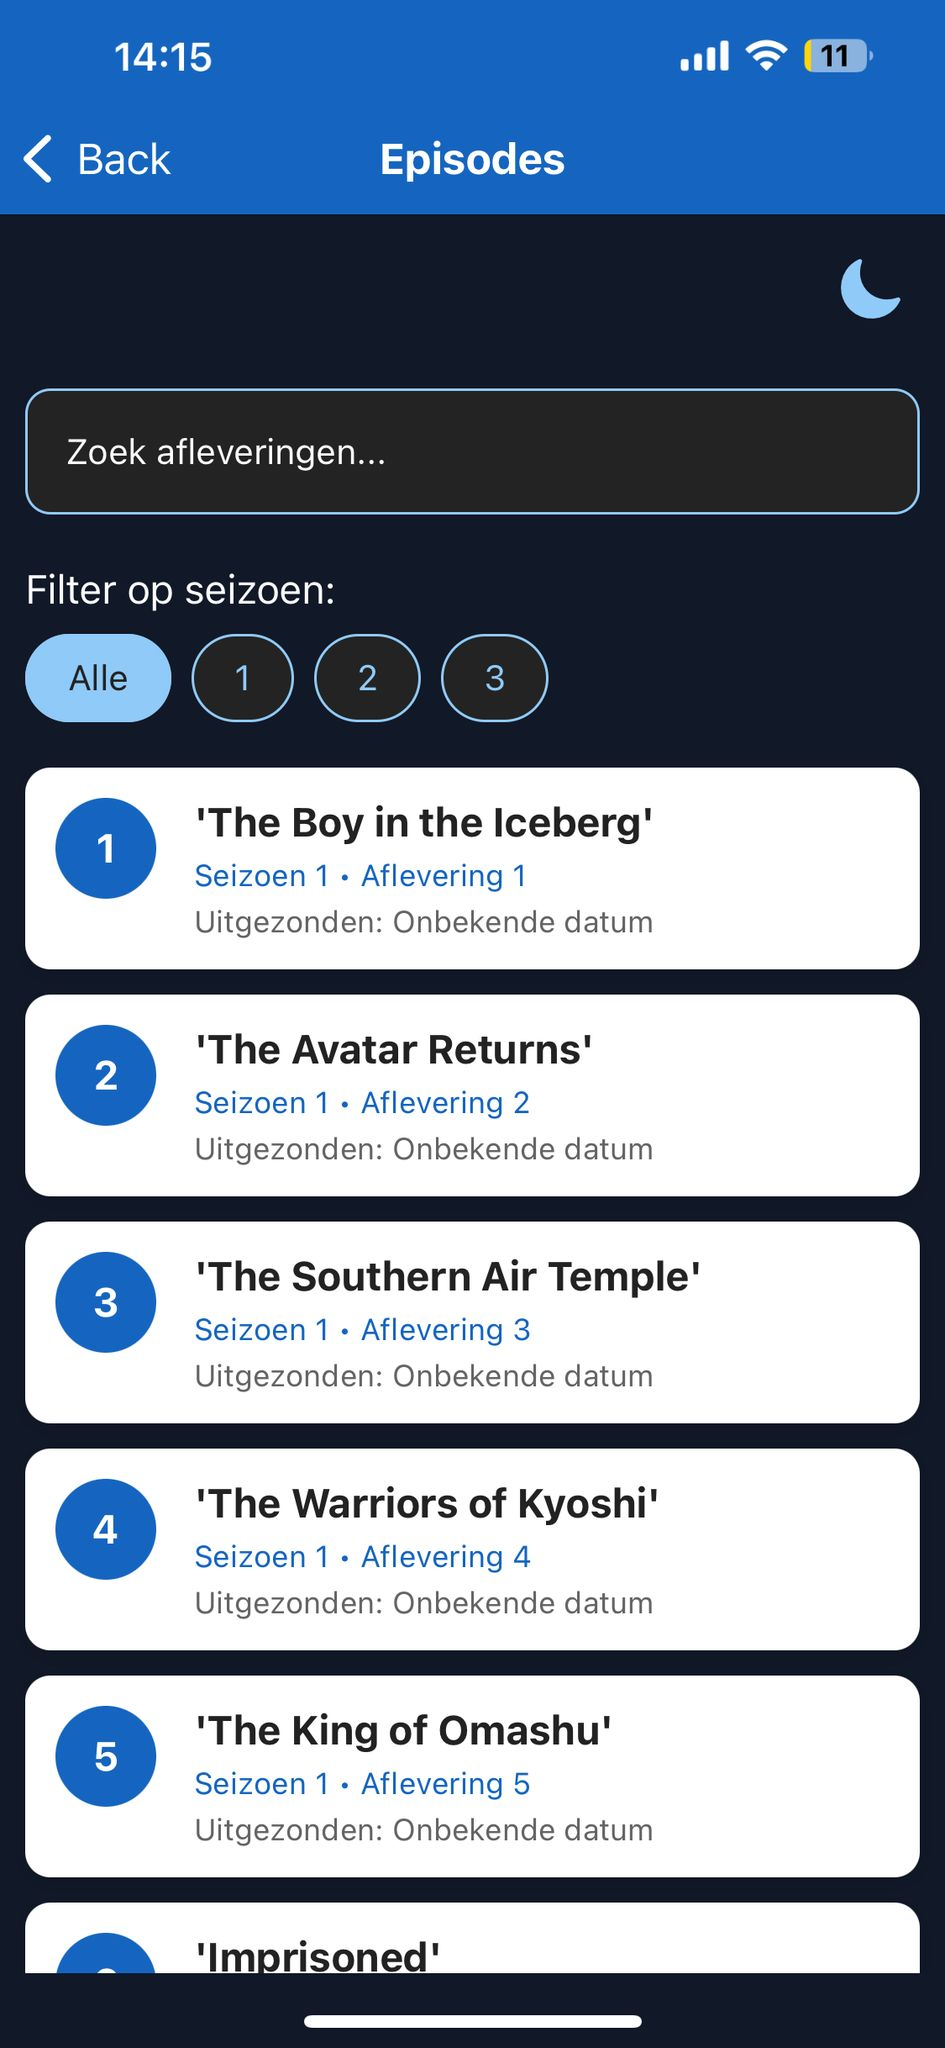 14:15
11
Back
Episodes
Zoek afleveringen...
Filter op seizoen:
Alle
1
2
3
1
'The Boy in the Iceberg'
Seizoen 1 • Aflevering 1
Uitgezonden: Onbekende datum
2
'The Avatar Returns'
Seizoen 1 • Aflevering 2
Uitgezonden: Onbekende datum
3
'The Southern Air Temple'
Seizoen 1 • Aflevering 3
Uitgezonden: Onbekende datum
4
'The Warriors of Kyoshi'
Seizoen 1 • Aflevering 4
Uitgezonden: Onbekende datum
5
'The King of Omashu'
Seizoen 1 • Aflevering 5
Uitgezonden: Onbekende datum
'Imprisoned'